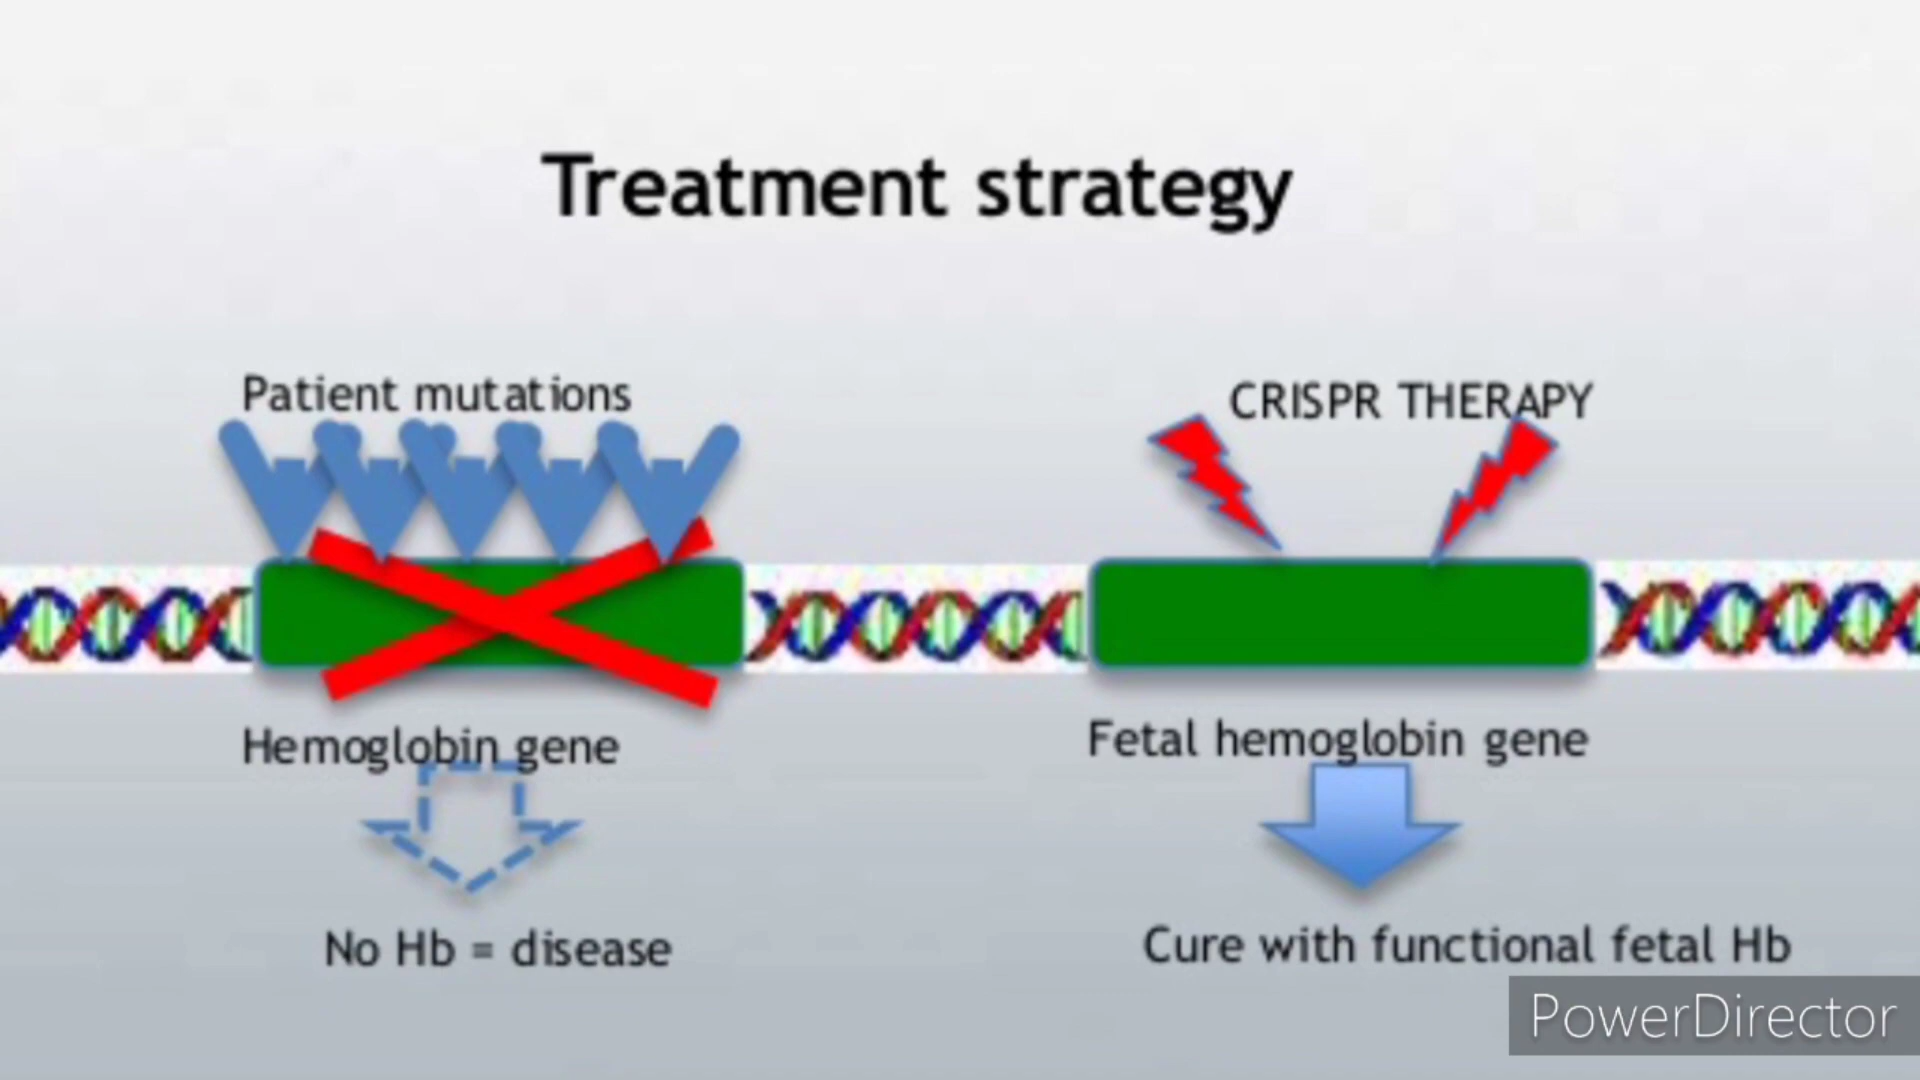 Treatment strategy
Patient mutations
CRISPR THERAPY
Hemoglobin gene
Fetal hemoglobin gene
No Hb = disease
Cure with functional fetal Hb
PowerDirector